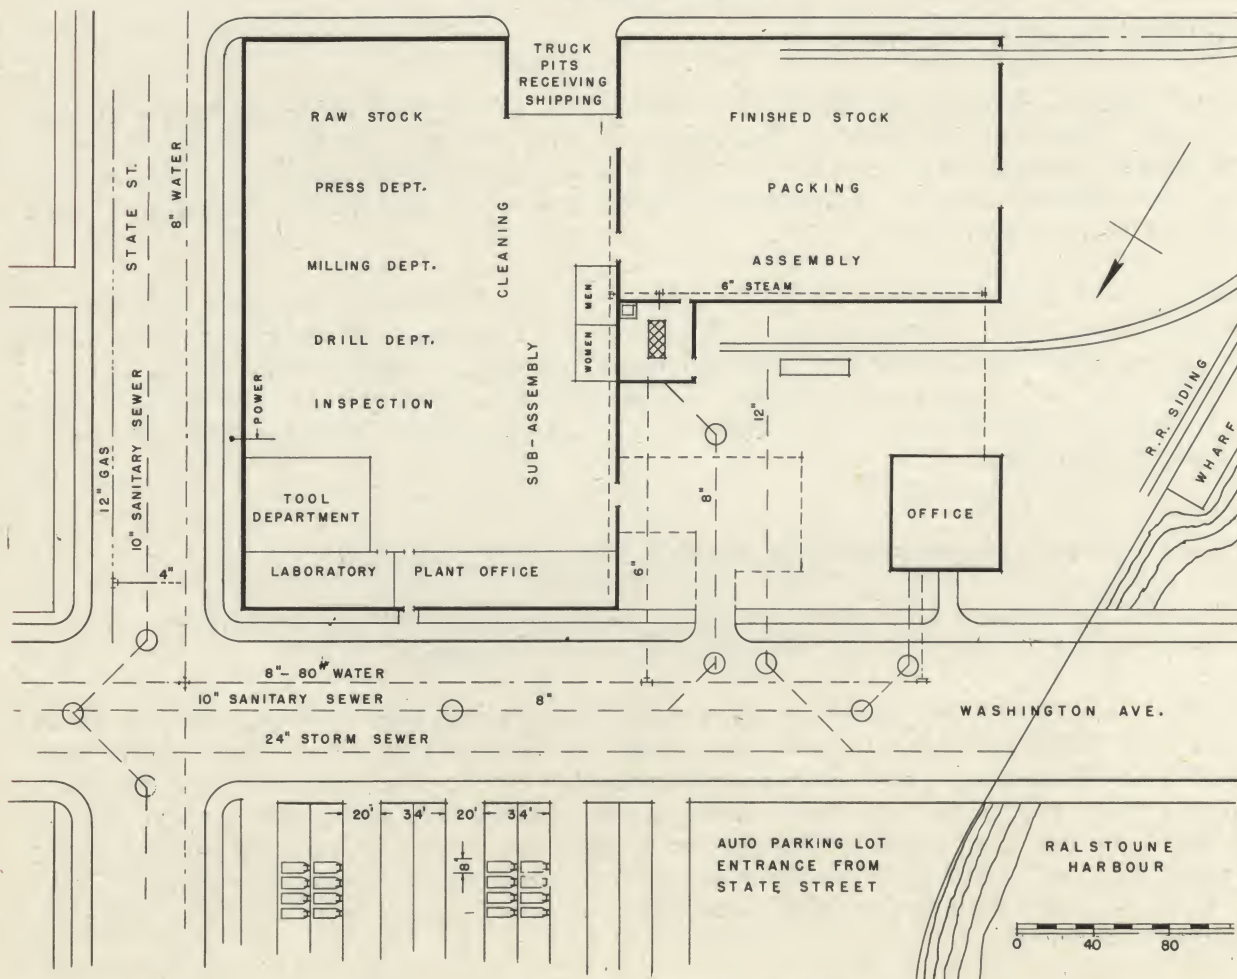 TRUCK
PITS
RECEIVING
SHIPPING
RAW STOCK
FINISHED STOCK
STATE ST.
8" WATER
PRESS DEPT.
PACKING
CLEANING
MILLING DEPT.
ASSEMBLY
6" STEAM
MEN
WOMEN
DRILL DEPT.
INSPECTION
POWER
SUB-ASSEMBLY
12"
R.R. SIDING
WHARF
12" GAS
10" SANITARY SEWER
TOOL
DEPARTMENT
8"
OFFICE
4"
LABORATORY
PLANT OFFICE
6"
8"-80# WATER
10" SANITARY SEWER
8"
WASHINGTON AVE.
24" STORM SEWER
20' 34' 20' 34'
8'
AUTO PARKING LOT
ENTRANCE FROM
STATE STREET
RALSTOUNE
HARBOUR
0 40 80